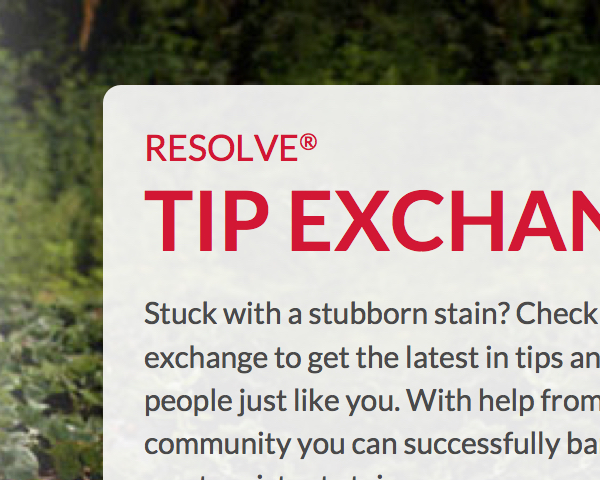 RESOLVE®
TIP EXCHAN
Stuck with a stubborn stain? Check
exchange to get the latest in tips an
people just like you. With help from
community you can successfully ba